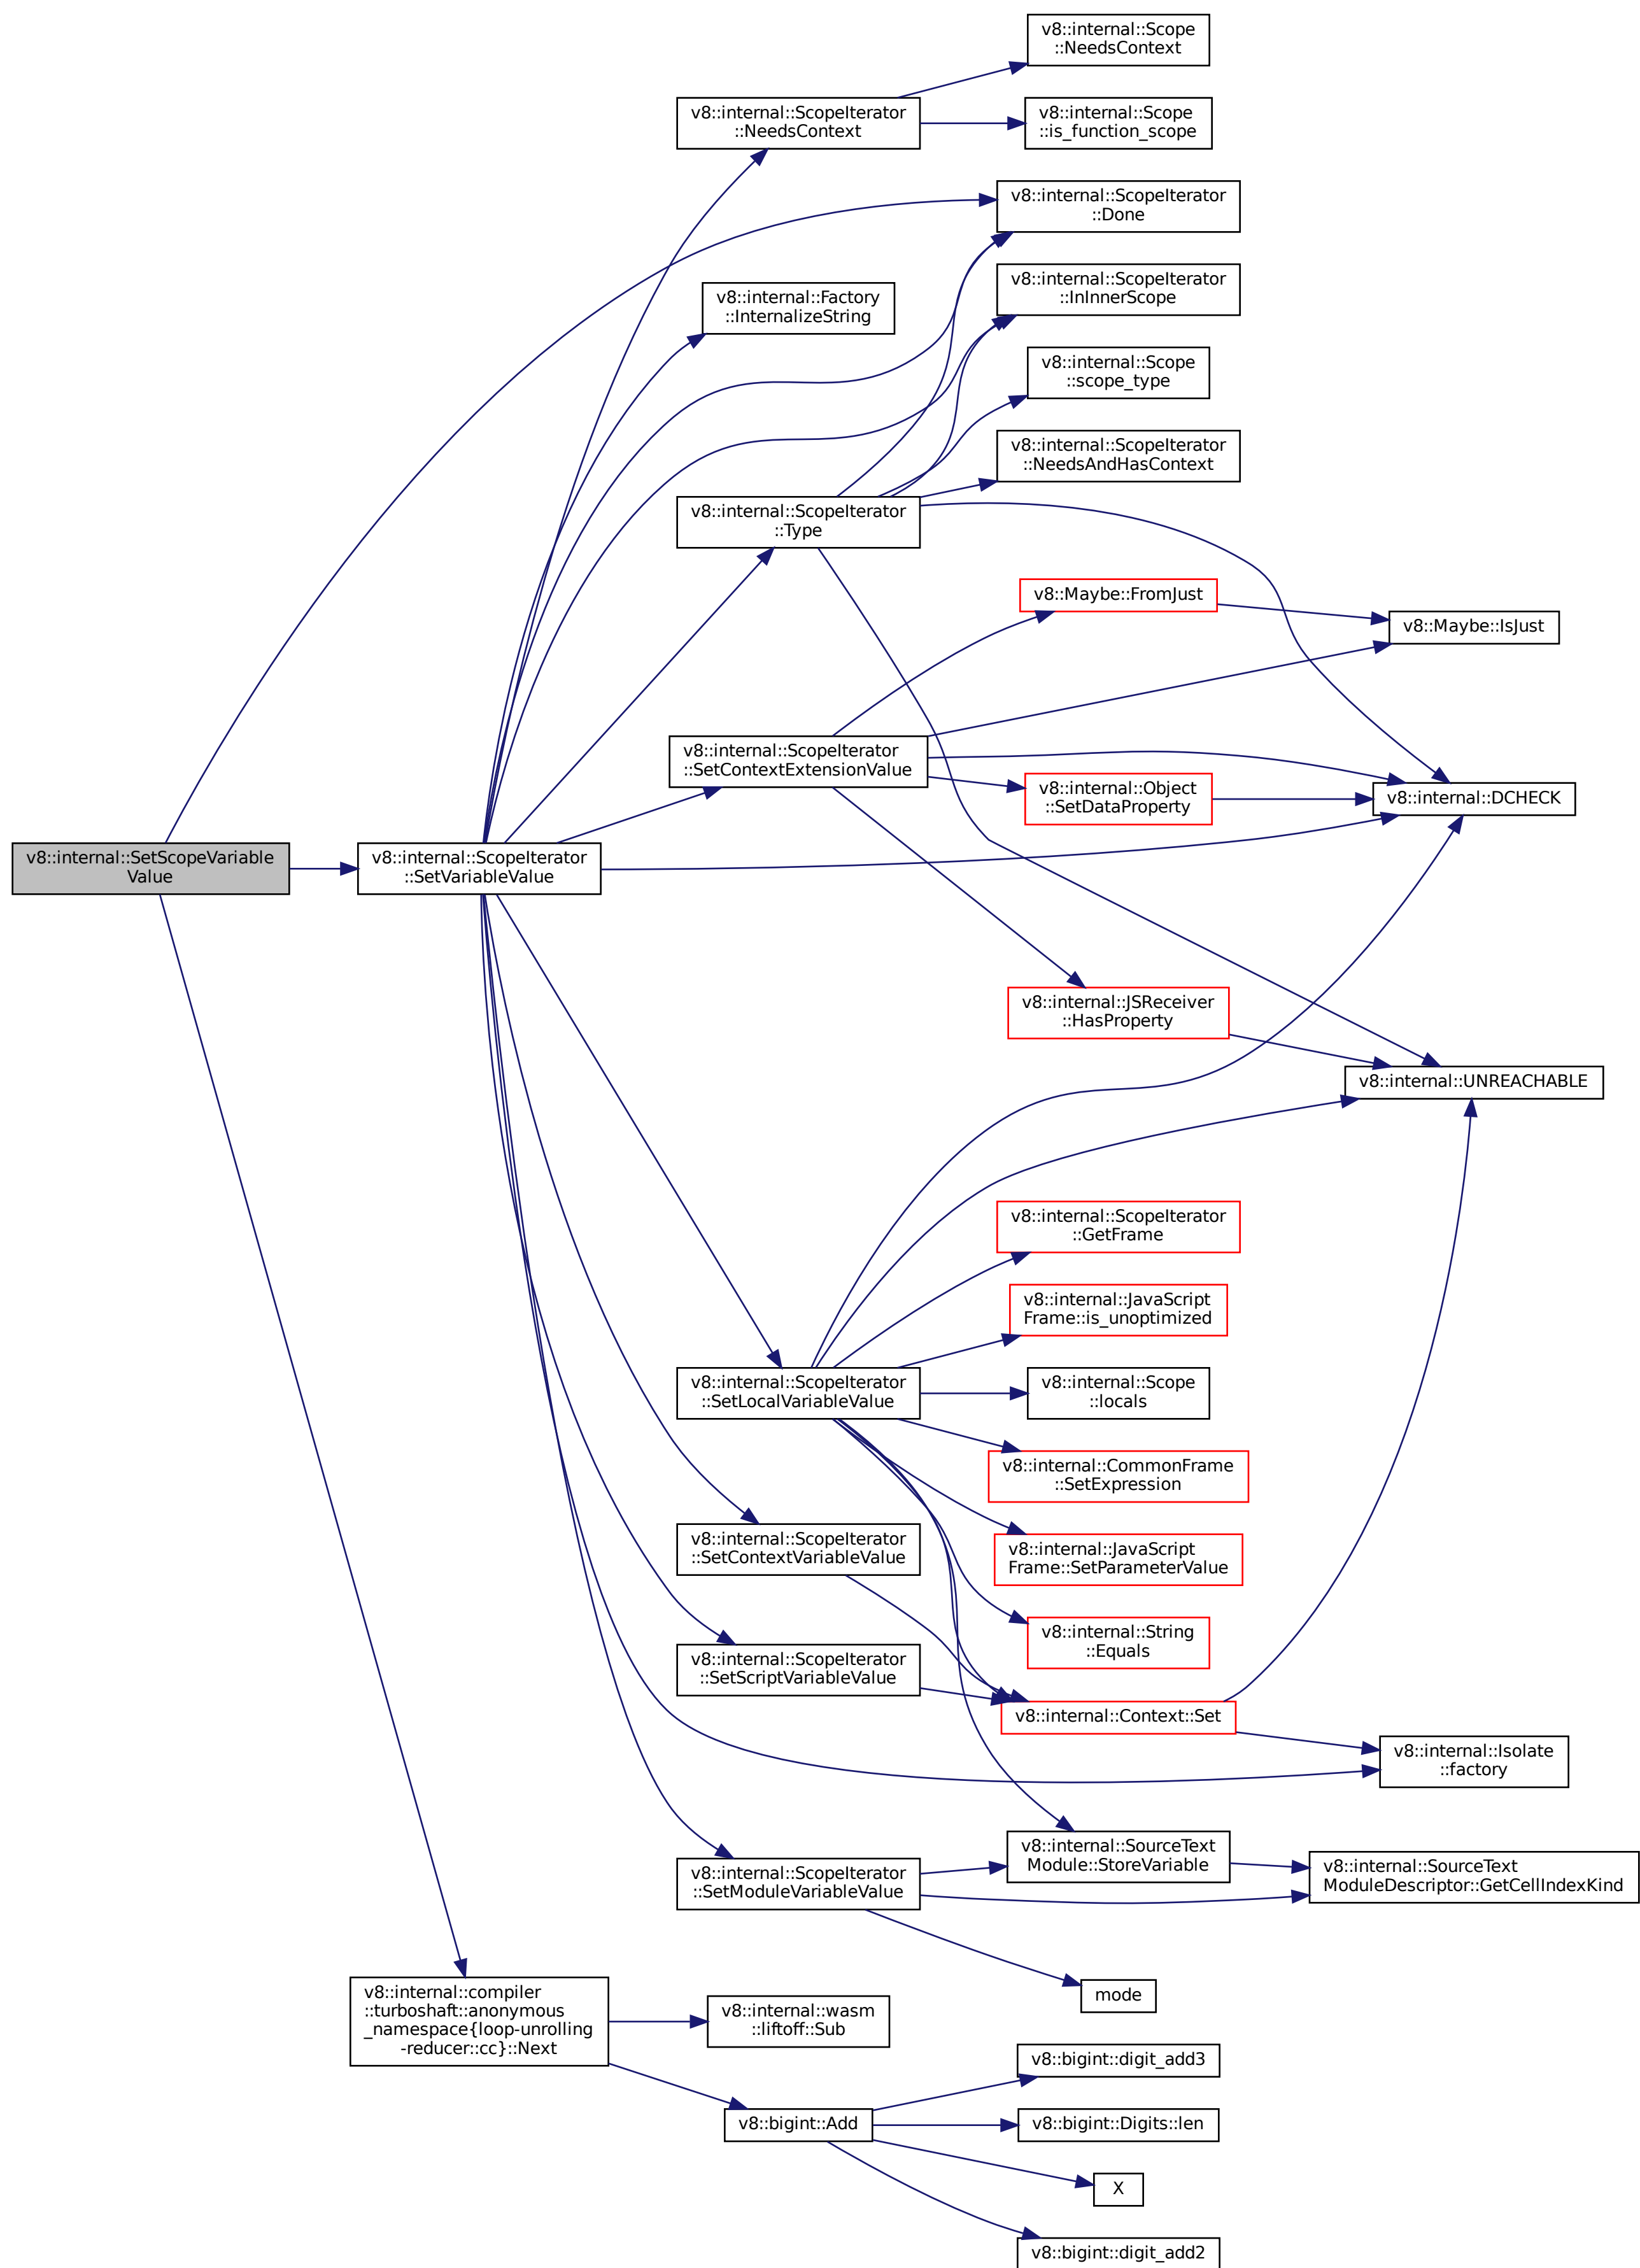 v8::internal::Scope
::NeedsContext
v8::internal::ScopeIterator
::NeedsContext
v8::internal::Scope
::is_function_scope
v8::internal::ScopeIterator
::Done
v8::internal::ScopeIterator
::InInnerScope
v8::internal::Factory
::InternalizeString
v8::internal::Scope
::scope_type
v8::internal::ScopeIterator
::NeedsAndHasContext
v8::internal::ScopeIterator
::Type
v8::Maybe::FromJust
v8::Maybe::IsJust
v8::internal::ScopeIterator
::SetContextExtensionValue
v8::internal::Object
::SetDataProperty
v8::internal::DCHECK
v8::internal::SetScopeVariable
Value
v8::internal::ScopeIterator
::SetVariableValue
v8::internal::JSReceiver
::HasProperty
v8::internal::UNREACHABLE
v8::internal::ScopeIterator
::GetFrame
v8::internal::JavaScript
Frame::is_unoptimized
v8::internal::ScopeIterator
::SetLocalVariableValue
v8::internal::Scope
::locals
v8::internal::CommonFrame
::SetExpression
v8::internal::ScopeIterator
::SetContextVariableValue
v8::internal::JavaScript
Frame::SetParameterValue
v8::internal::String
::Equals
v8::internal::ScopeIterator
::SetScriptVariableValue
v8::internal::Context::Set
v8::internal::Isolate
::factory
v8::internal::SourceText
Module::StoreVariable
v8::internal::ScopeIterator
::SetModuleVariableValue
v8::internal::SourceText
ModuleDescriptor::GetCellIndexKind
mode
v8::internal::compiler
::turboshaft::anonymous
_namespace{loop-unrolling
-reducer::cc}::Next
v8::internal::wasm
::liftoff::Sub
v8::bigint::digit_add3
v8::bigint::Add
v8::bigint::Digits::len
X
v8::bigint::digit_add2